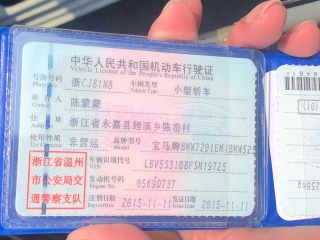 中华人民共和国机动车行驶证
Vehicle License of the People's Republic of China
号牌号码 浙CJ81X8 车辆类型 小型轿车
Plate No. Vehicle Type
所有人 陈蒙蒙
Owner
住址 浙江省永嘉县鲤溪乡陈岙村
Address
使用性质 非营运 品牌型号 宝马牌BMW7201EM(BMW525
Use Character Model
浙江省温州
市公安局交
通警察支队
车辆识别代号 LBVSS3108FSM19725
VIN
发动机号码 05690737
Engine No.
注册日期 2015-11-11 发证日期 2015-11-11
Register Date Issue Date